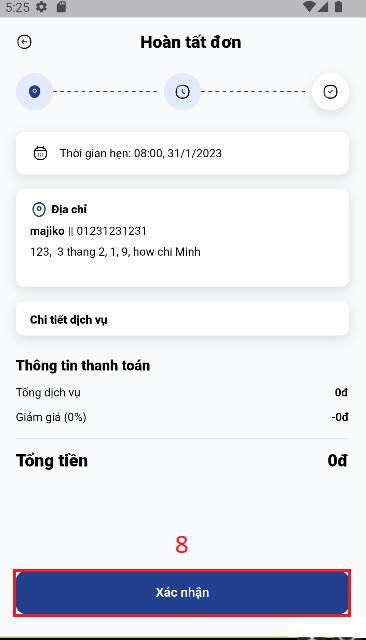 5:25
Hoàn tất đơn
Thời gian hẹn: 08:00, 31/1/2023
Địa chỉ
majiko || 01231231231
123,  3 thang 2, 1, 9, how chi Minh
Chi tiết dịch vụ
Thông tin thanh toán
Tổng dịch vụ 0đ
Giảm giá (0%) -0đ
Tổng tiền 0đ
8
Xác nhận